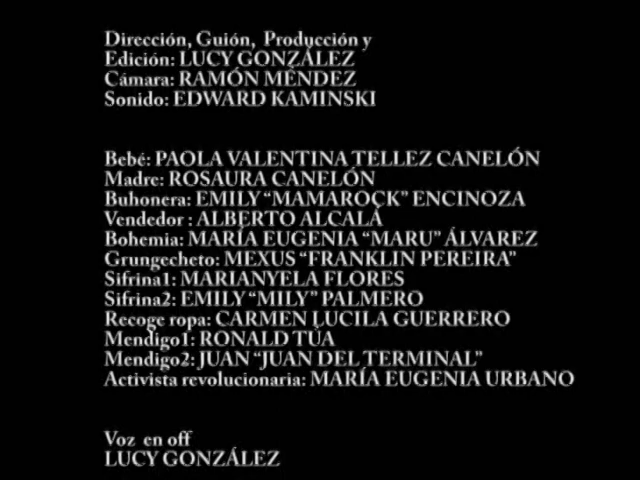 Dirección, Guión, Producción y
Edición: LUCY GONZÁLEZ
Cámara: RAMÓN MÉNDEZ
Sonido: EDWARD KAMINSKI
Bebé: PAOLA VALENTINA TELLEZ CANELÓN
Madre: ROSAURA CANELÓN
Buhonera: EMILY “MAMAROCK” ENCINOZA
Vendedor : ALBERTO ALCALÁ
Bohemia: MARÍA EUGENIA “MARU” ÁLVAREZ
Grungecheto: MEXUS “FRANKLIN PEREIRA”
Sifrina1: MARIANYELA FLORES
Sifrina2: EMILY “MILY” PALMERO
Recoge ropa: CARMEN LUCILA GUERRERO
Mendigo1: RONALD TÚA
Mendigo2: JUAN “JUAN DEL TERMINAL”
Activista revolucionaria: MARÍA EUGENIA URBANO
Voz en off
LUCY GONZÁLEZ